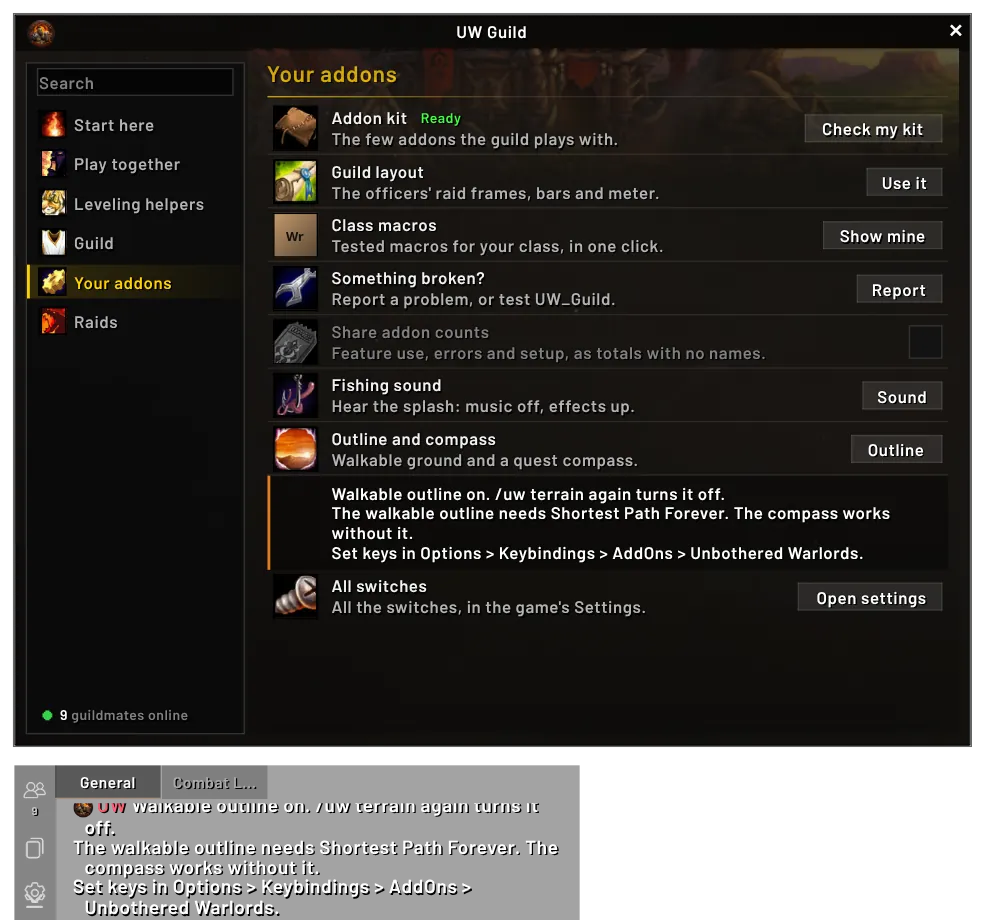 UW Guild
Search
Start here
Play together
Leveling helpers
Guild
Your addons
Raids
9 guildmates online
Your addons
Addon kit Ready
The few addons the guild plays with.
Check my kit
Guild layout
The officers' raid frames, bars and meter.
Use it
Wr
Class macros
Tested macros for your class, in one click.
Show mine
Something broken?
Report a problem, or test UW_Guild.
Report
Share addon counts
Feature use, errors and setup, as totals with no names.
Fishing sound
Hear the splash: music off, effects up.
Sound
Outline and compass
Walkable ground and a quest compass.
Outline
Walkable outline on. /uw terrain again turns it off.
The walkable outline needs Shortest Path Forever. The compass works
without it.
Set keys in Options > Keybindings > AddOns > Unbothered Warlords.
All switches
All the switches, in the game's Settings.
Open settings
9
General
Combat L...
UW Walkable outline on. /uw terrain again turns it
off.
The walkable outline needs Shortest Path Forever. The
compass works without it.
Set keys in Options > Keybindings > AddOns >
Unbothered Warlords.